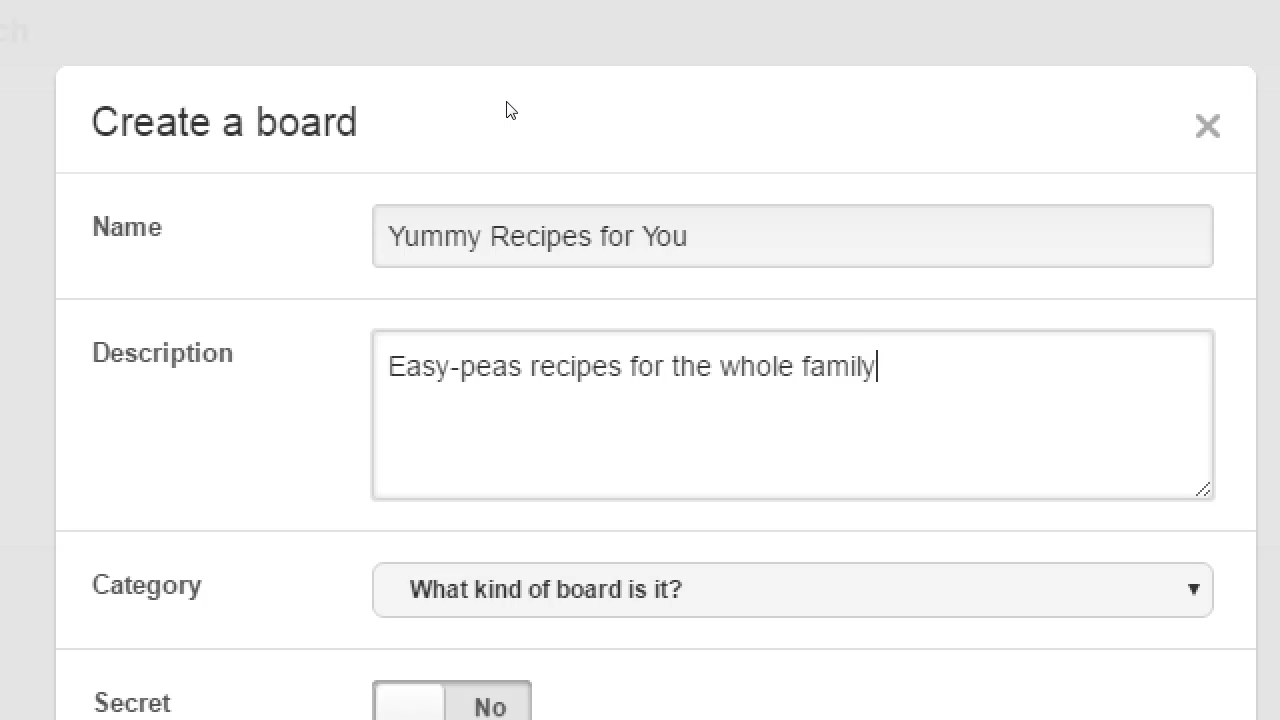 ch
Create a board
Name
Yummy Recipes for You
Description
Easy-peas recipes for the whole family
Category
What kind of board is it?
Secret
No